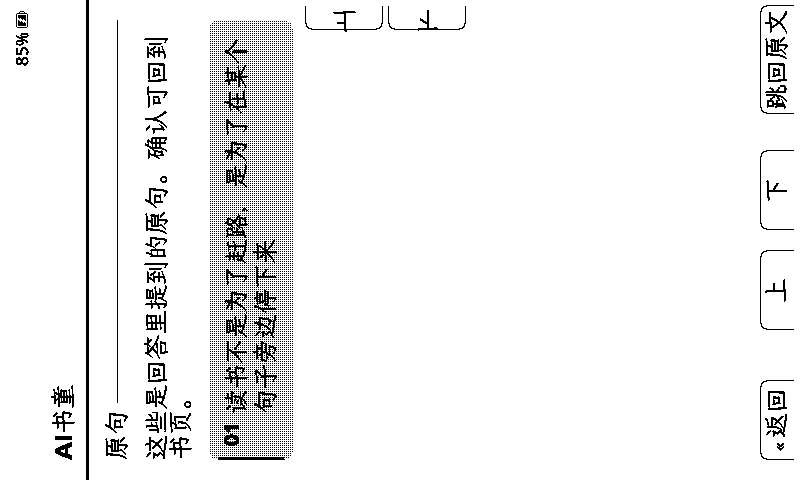 85%
AI书童
原句
这些是回答里提到的原句。确认可回到
书页。
01 读书不是为了赶路，是为了在某个
句子旁边停下来
上
下
«返回
上
下
跳回原文